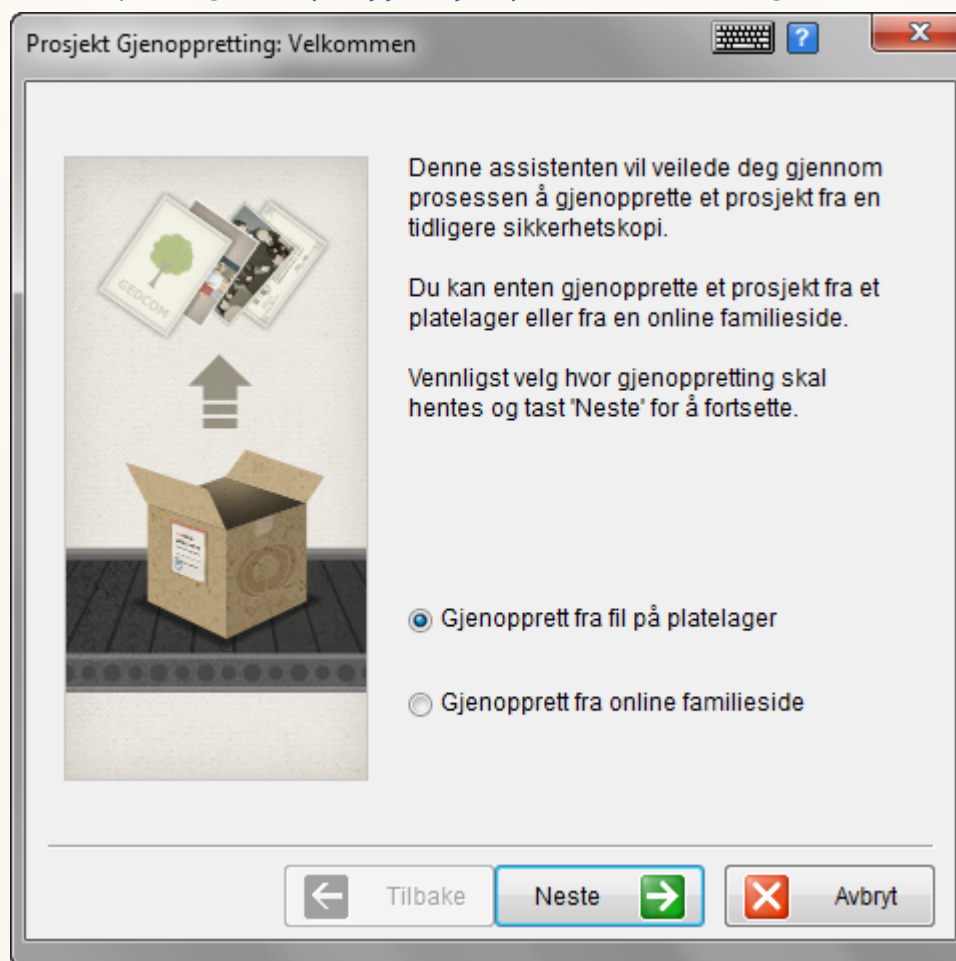 Prosjekt Gjenoppretting: Velkommen
?
GEDCOM
Denne assistenten vil veilede deg gjennom
prosessen å gjenopprette et prosjekt fra en
tidligere sikkerhetskopi.
Du kan enten gjenopprette et prosjekt fra et
platelager eller fra en online familieside.
Vennligst velg hvor gjenoppretting skal
hentes og tast 'Neste' for å fortsette.
Gjenopprett fra fil på platelager
Gjenopprett fra online familieside
Tilbake
Neste
Avbryt